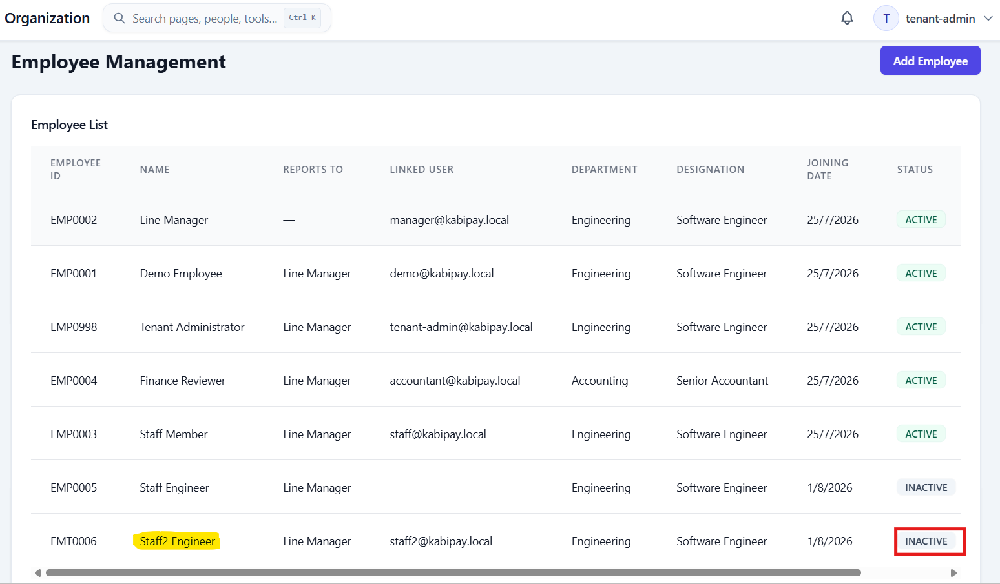 Organization
Search pages, people, tools...
Ctrl K
T
tenant-admin
Employee Management
Add Employee
Employee List
EMPLOYEE ID NAME REPORTS TO LINKED USER DEPARTMENT DESIGNATION JOINING DATE STATUS
EMP0002 Line Manager — manager@kabipay.local Engineering Software Engineer 25/7/2026 ACTIVE
EMP0001 Demo Employee Line Manager demo@kabipay.local Engineering Software Engineer 25/7/2026 ACTIVE
EMP0998 Tenant Administrator Line Manager tenant-admin@kabipay.local Engineering Software Engineer 25/7/2026 ACTIVE
EMP0004 Finance Reviewer Line Manager accountant@kabipay.local Accounting Senior Accountant 25/7/2026 ACTIVE
EMP0003 Staff Member Line Manager staff@kabipay.local Engineering Software Engineer 25/7/2026 ACTIVE
EMP0005 Staff Engineer Line Manager — Engineering Software Engineer 1/8/2026 INACTIVE
EMT0006 Staff2 Engineer Line Manager staff2@kabipay.local Engineering Software Engineer 1/8/2026 INACTIVE